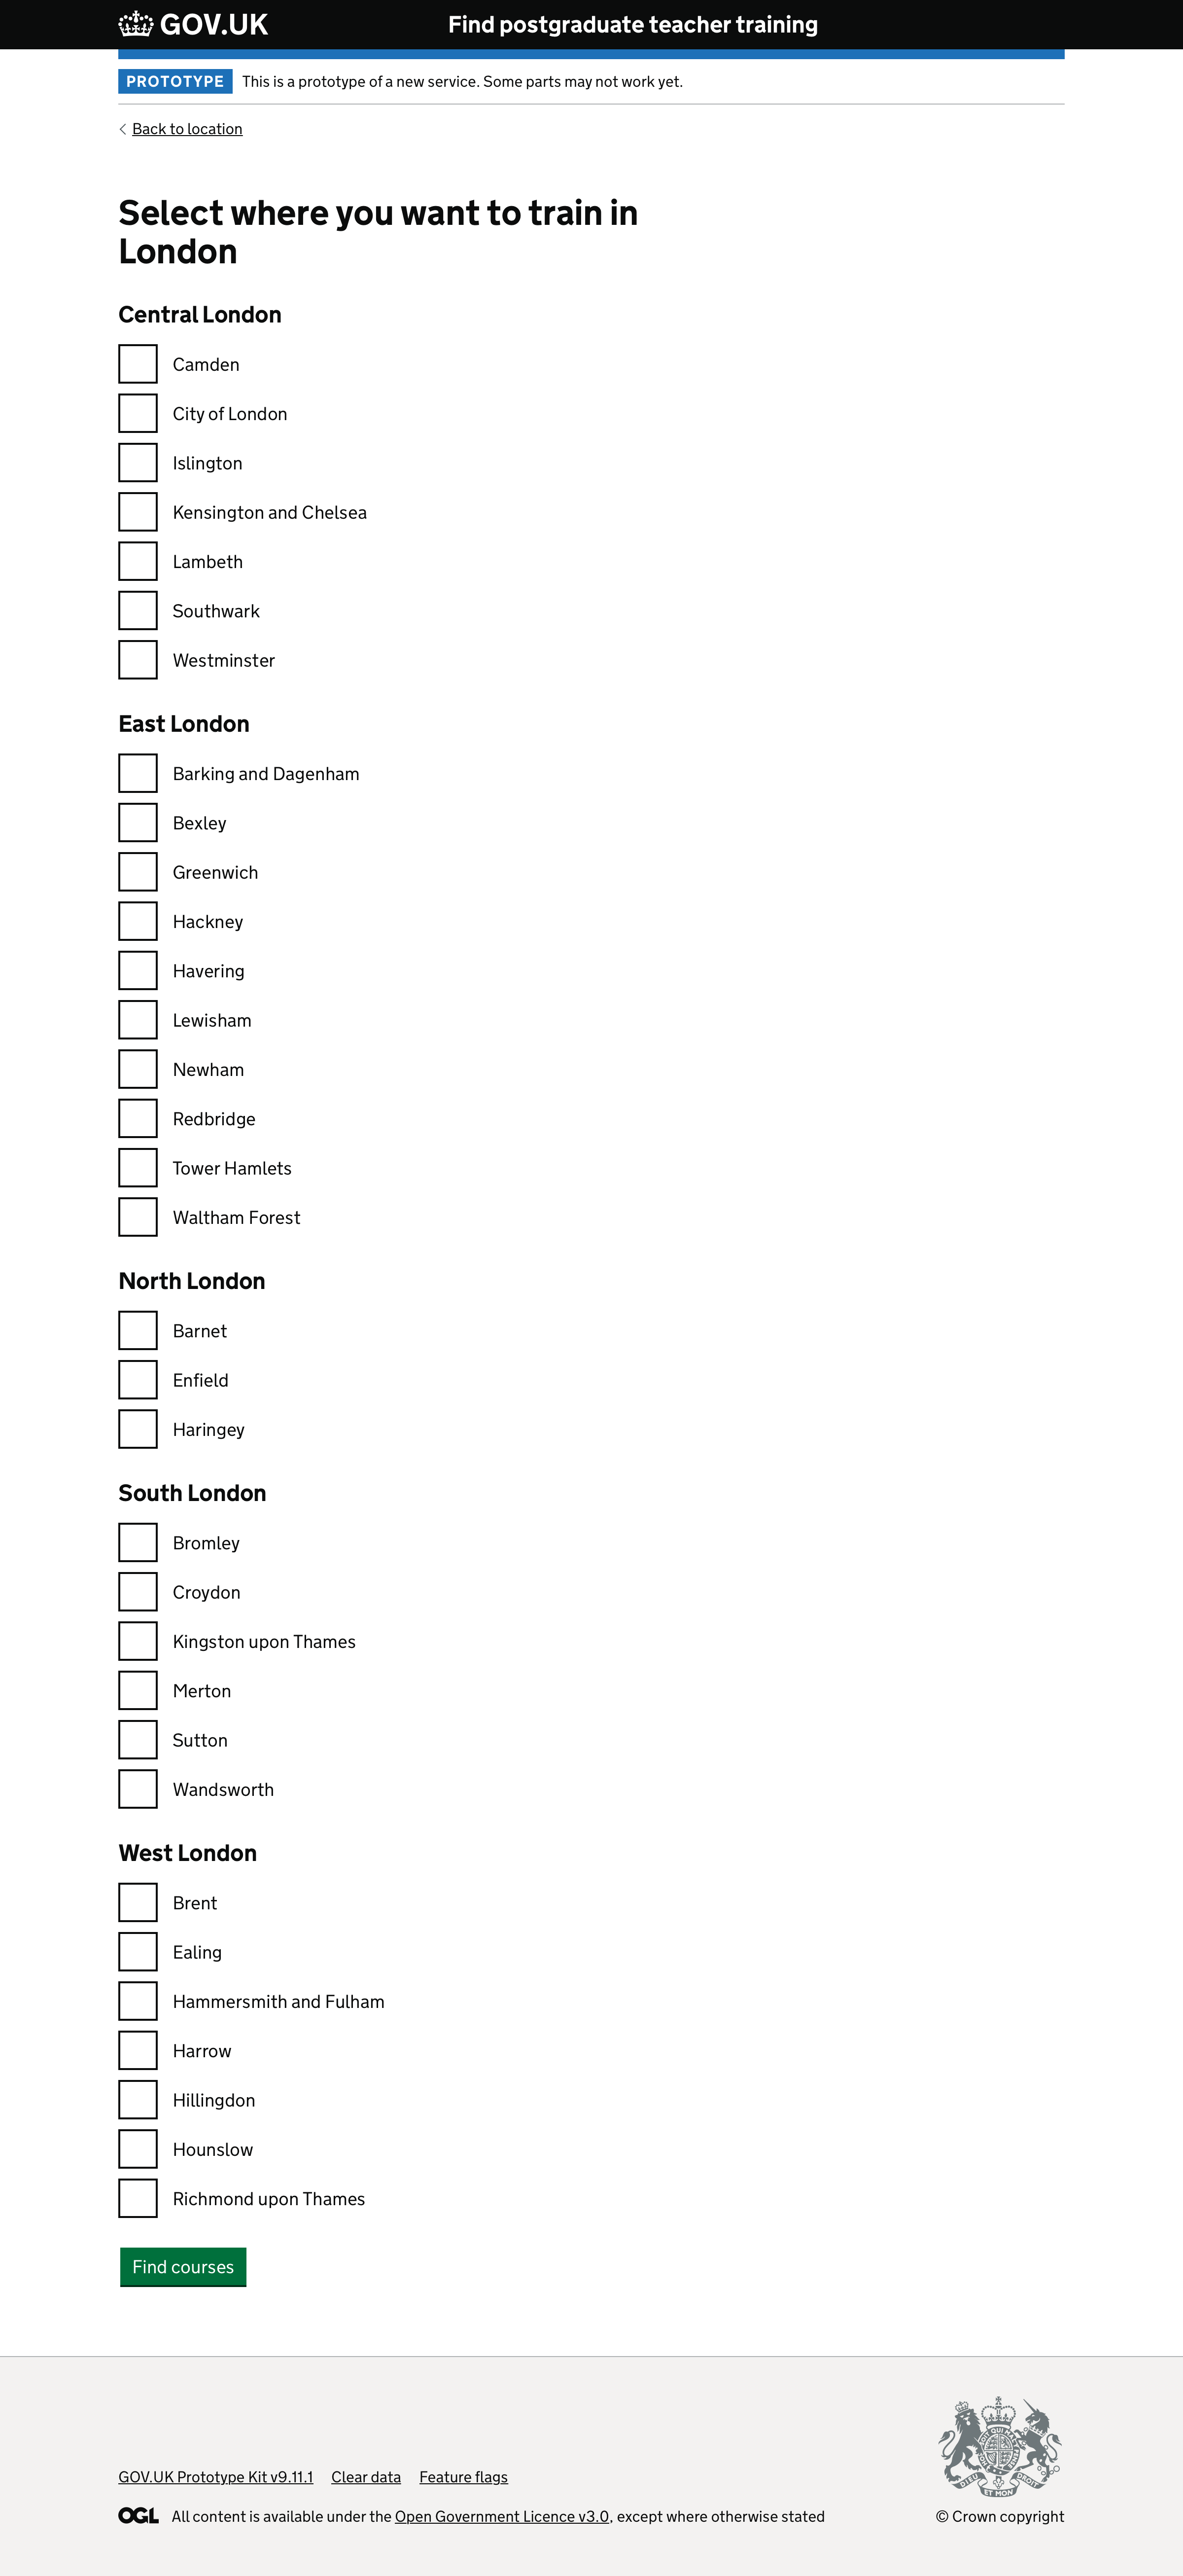 GOV.UK
Find postgraduate teacher training
PROTOTYPE
This is a prototype of a new service. Some parts may not work yet.
Back to location
Select where you want to train in
London
Central London
Camden
City of London
Islington
Kensington and Chelsea
Lambeth
Southwark
Westminster
East London
Barking and Dagenham
Bexley
Greenwich
Hackney
Havering
Lewisham
Newham
Redbridge
Tower Hamlets
Waltham Forest
North London
Barnet
Enfield
Haringey
South London
Bromley
Croydon
Kingston upon Thames
Merton
Sutton
Wandsworth
West London
Brent
Ealing
Hammersmith and Fulham
Harrow
Hillingdon
Hounslow
Richmond upon Thames
Find courses
GOV.UK Prototype Kit v9.11.1
Clear data
Feature flags
OGL
All content is available under the Open Government Licence v3.0, except where otherwise stated
DIEU ET MON DROIT
© Crown copyright